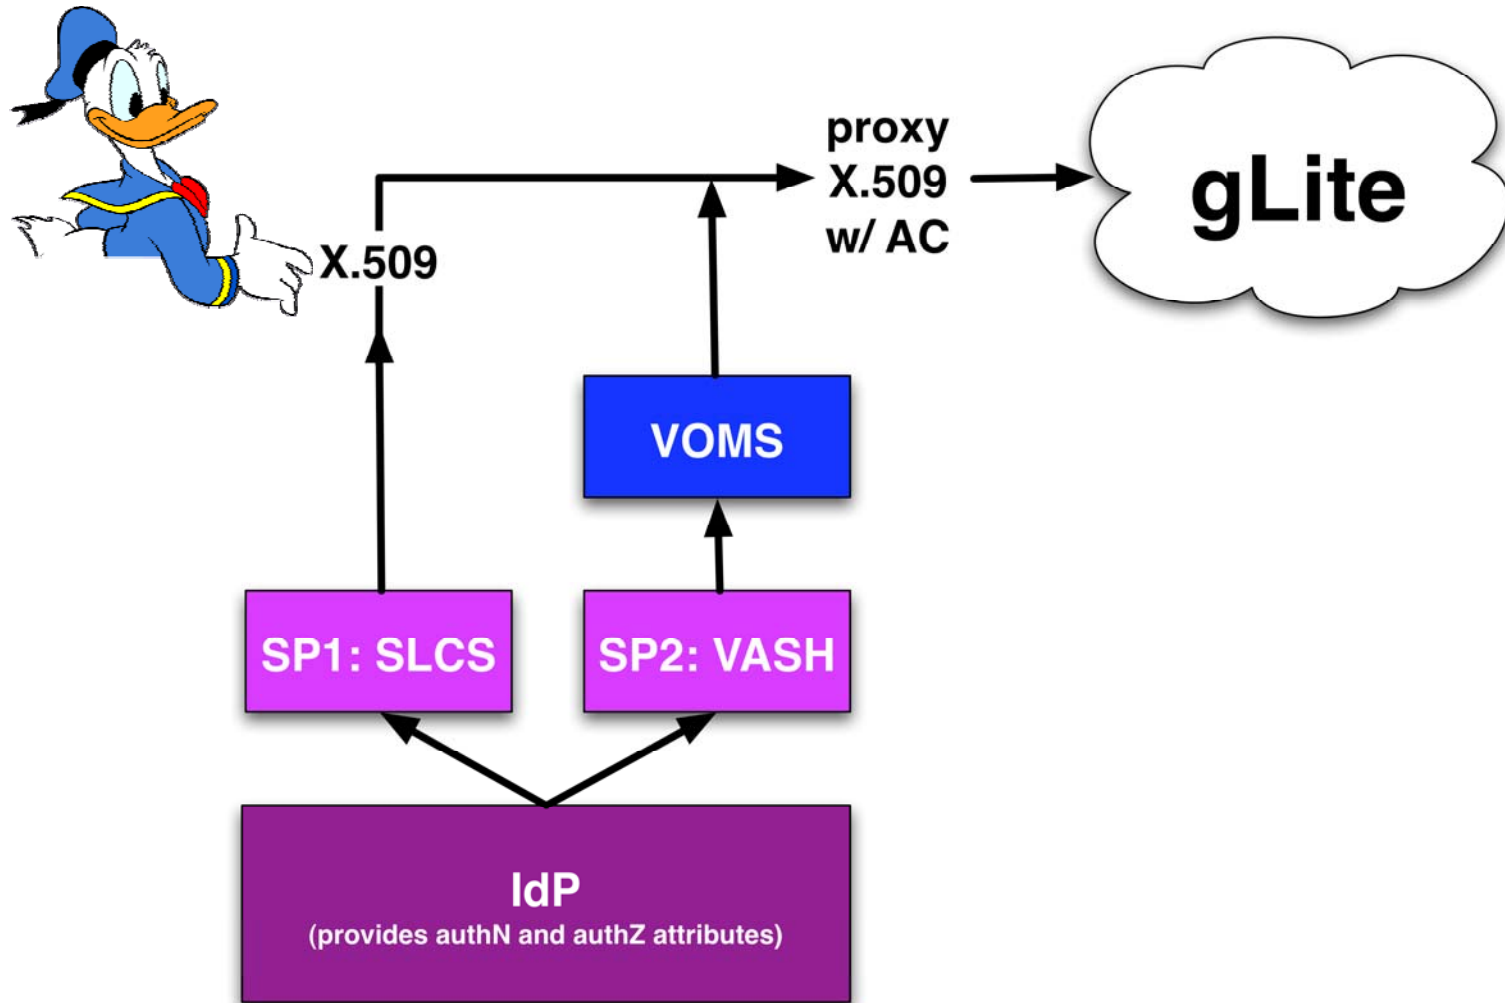 proxy
X.509
w/ AC
gLite
X.509
VOMS
SP1: SLCS
SP2: VASH
IdP
(provides authN and authZ attributes)